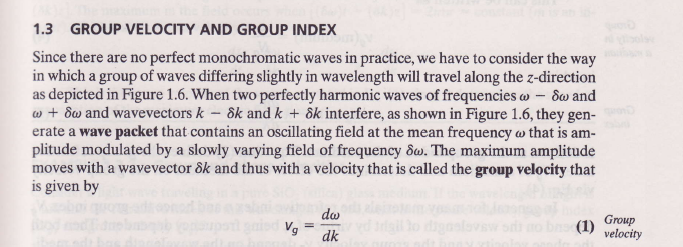 1.3 GROUP VELOCITY AND GROUP INDEX
Since there are no perfect monochromatic waves in practice, we have to consider the way
in which a group of waves differing slightly in wavelength will travel along the z-direction
as depicted in Figure 1.6. When two perfectly harmonic waves of frequencies ω − δω and
ω + δω and wavevectors k − δk and k + δk interfere, as shown in Figure 1.6, they gen-
erate a wave packet that contains an oscillating field at the mean frequency ω that is am-
plitude modulated by a slowly varying field of frequency δω. The maximum amplitude
moves with a wavevector δk and thus with a velocity that is called the group velocity that
is given by
v_g = dω/dk (1) Group
velocity